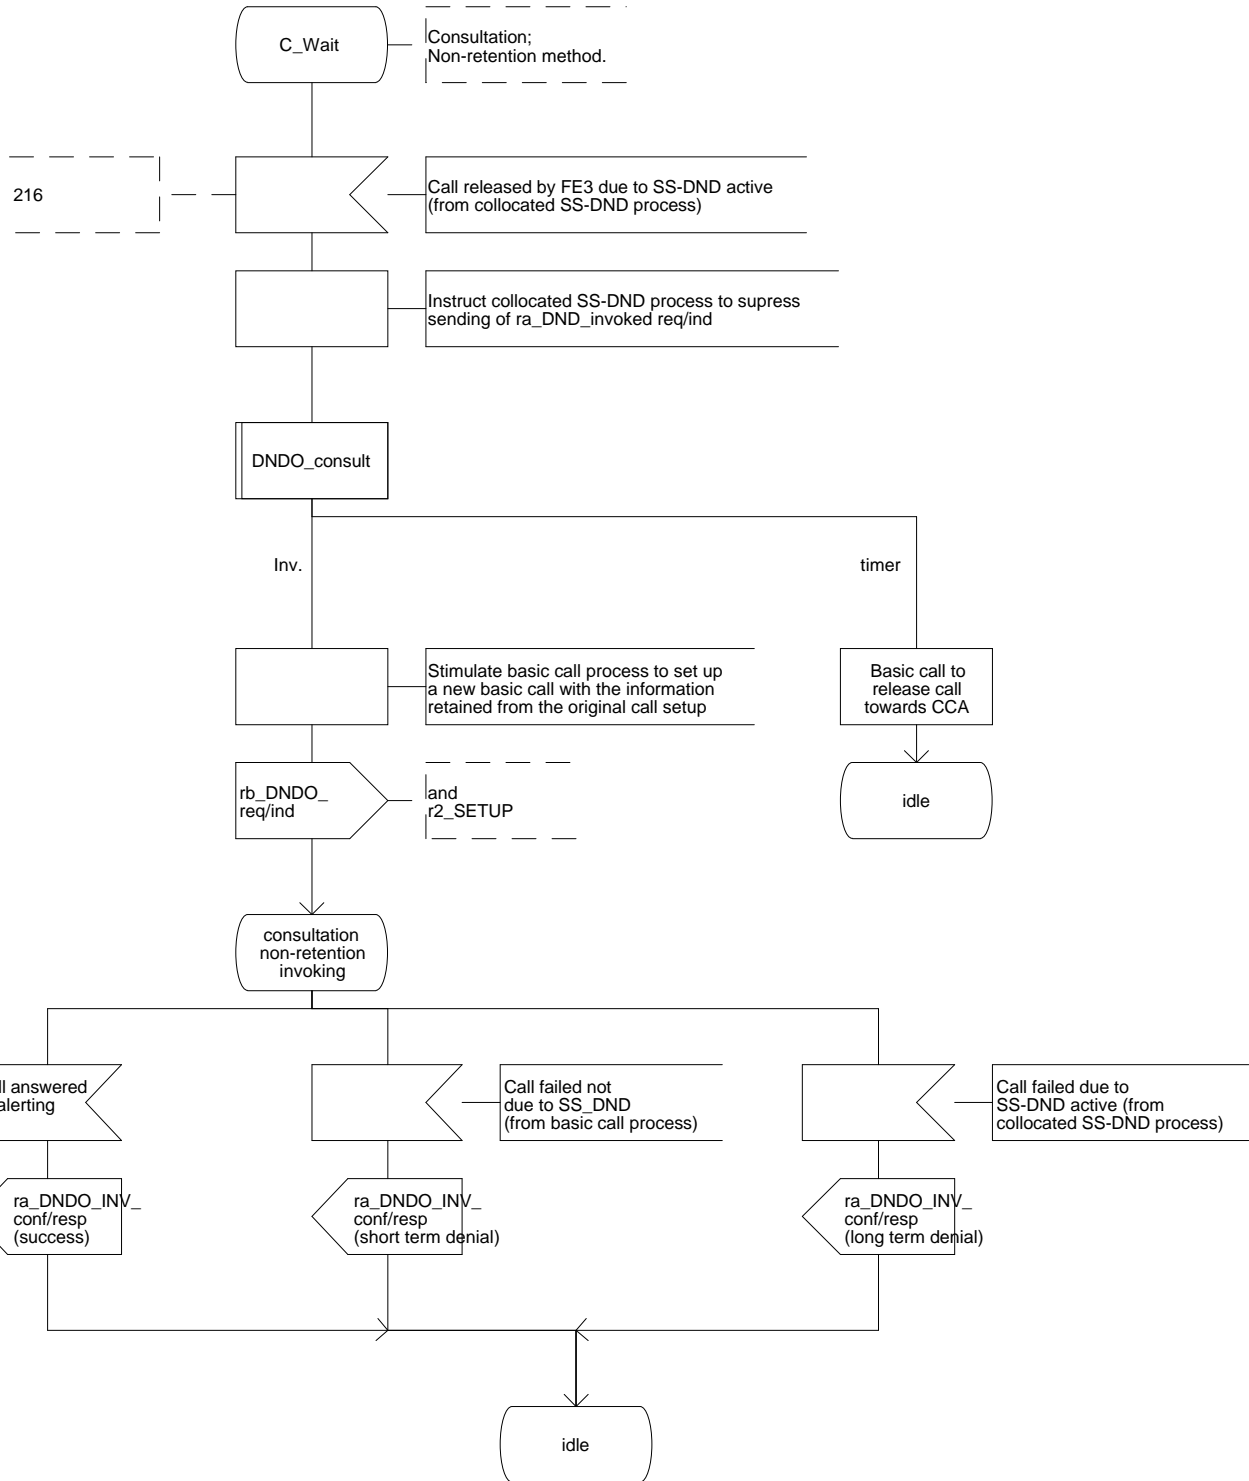 C_Wait
Consultation;
Non-retention method.
216
Call released by FE3 due to SS-DND active
(from collocated SS-DND process)
Instruct collocated SS-DND process to supress
sending of ra_DND_invoked req/ind
DNDO_consult
Inv.
timer
Stimulate basic call process to set up
a new basic call with the information
retained from the original call setup
Basic call to
release call
towards CCA
rb_DNDO_
req/ind
and
r2_SETUP
idle
consultation
non-retention
invoking
answered
alerting
Call failed not
due to SS_DND
(from basic call process)
Call failed due to
SS-DND active (from
collocated SS-DND process)
ra_DNDO_INV_
conf/resp
(success)
ra_DNDO_INV_
conf/resp
(short term denial)
ra_DNDO_INV_
conf/resp
(long term denial)
idle